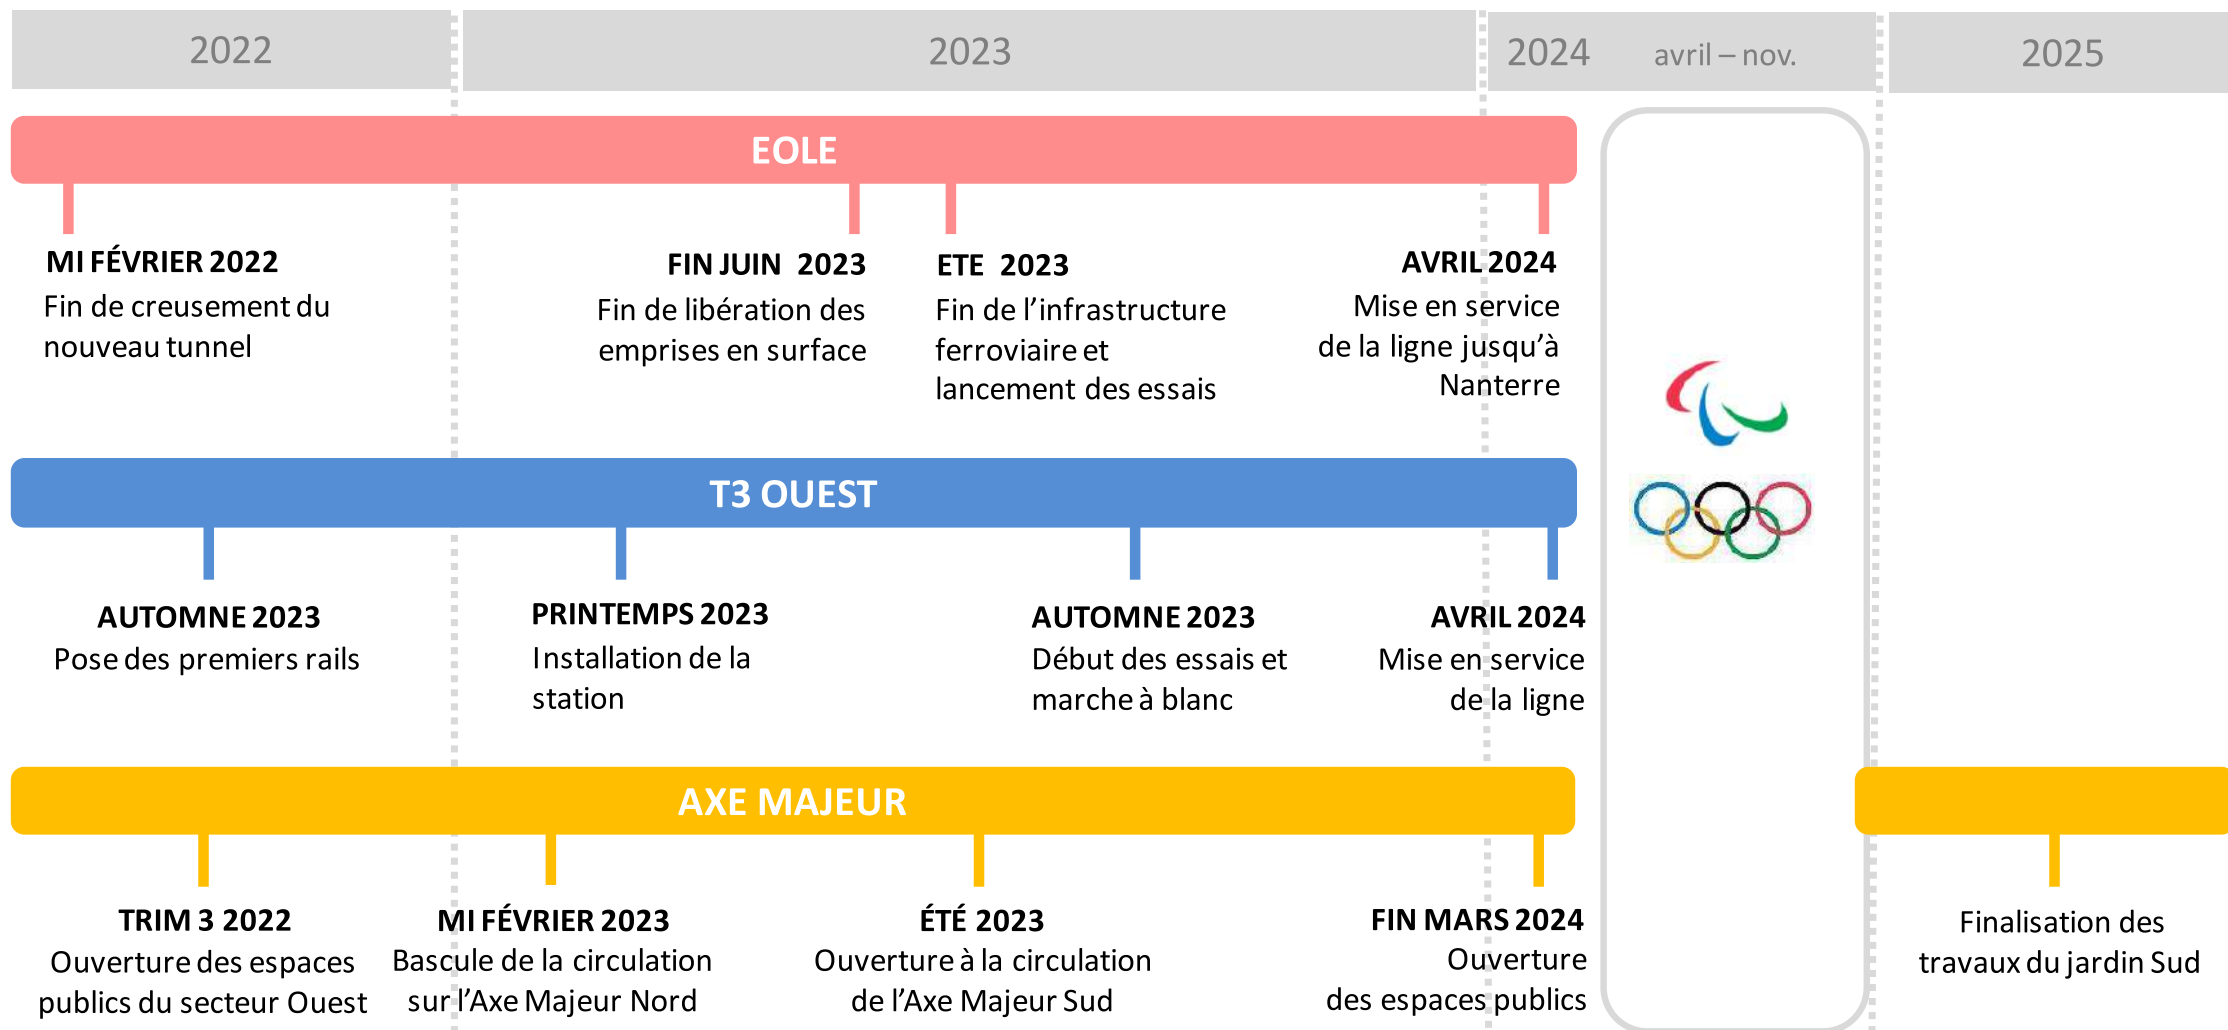 2022
2023
2024
avril – nov.
2025
EOLE
MI FÉVRIER 2022
Fin de creusement du
nouveau tunnel
FIN JUIN 2023
Fin de libération des
emprises en surface
ETE 2023
Fin de l’infrastructure
ferroviaire et
lancement des essais
AVRIL 2024
Mise en service
de la ligne jusqu’à
Nanterre
T3 OUEST
AUTOMNE 2023
Pose des premiers rails
PRINTEMPS 2023
Installation de la
station
AUTOMNE 2023
Début des essais et
marche à blanc
AVRIL 2024
Mise en service
de la ligne
AXE MAJEUR
TRIM 3 2022
Ouverture des espaces
publics du secteur Ouest
MI FÉVRIER 2023
Bascule de la circulation
sur l’Axe Majeur Nord
ÉTÉ 2023
Ouverture à la circulation
de l’Axe Majeur Sud
FIN MARS 2024
Ouverture
des espaces publics
Finalisation des
travaux du jardin Sud